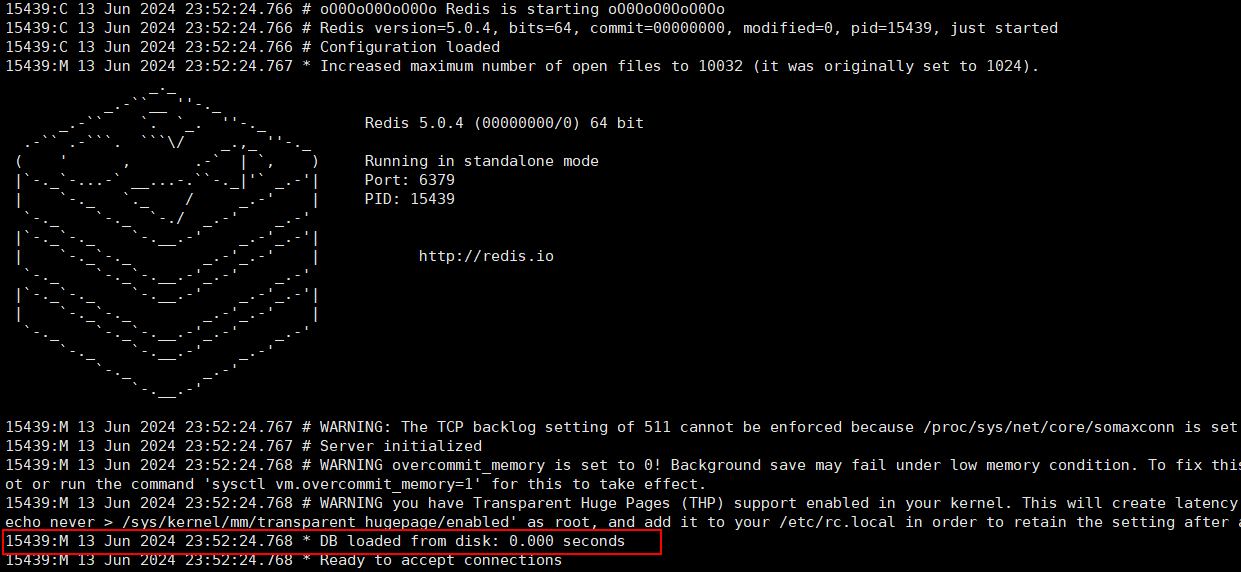 15439:C 13 Jun 2024 23:52:24.766 # oO0OoO0OoO0Oo Redis is starting oO0OoO0OoO0Oo
15439:C 13 Jun 2024 23:52:24.766 # Redis version=5.0.4, bits=64, commit=00000000, modified=0, pid=15439, just started
15439:C 13 Jun 2024 23:52:24.766 # Configuration loaded
15439:M 13 Jun 2024 23:52:24.767 * Increased maximum number of open files to 10032 (it was originally set to 1024).
Redis 5.0.4 (00000000/0) 64 bit
Running in standalone mode
Port: 6379
PID: 15439
http://redis.io
15439:M 13 Jun 2024 23:52:24.767 # WARNING: The TCP backlog setting of 511 cannot be enforced because /proc/sys/net/core/somaxconn is set
15439:M 13 Jun 2024 23:52:24.767 # Server initialized
15439:M 13 Jun 2024 23:52:24.768 # WARNING overcommit_memory is set to 0! Background save may fail under low memory condition. To fix this
ot or run the command 'sysctl vm.overcommit_memory=1' for this to take effect.
15439:M 13 Jun 2024 23:52:24.768 # WARNING you have Transparent Huge Pages (THP) support enabled in your kernel. This will create latency
echo never > /sys/kernel/mm/transparent_hugepage/enabled' as root, and add it to your /etc/rc.local in order to retain the setting after
15439:M 13 Jun 2024 23:52:24.768 * DB loaded from disk: 0.000 seconds
15439:M 13 Jun 2024 23:52:24.768 * Ready to accept connections